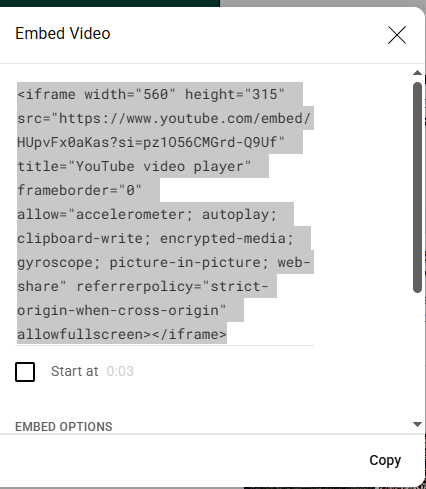 Embed Video
<iframe width="560" height="315"
src="https://www.youtube.com/embed/
HUpvFx0aKas?si=pz1O56CMGrd-Q9Uf"
title="YouTube video player"
frameborder="0"
allow="accelerometer; autoplay;
clipboard-write; encrypted-media;
gyroscope; picture-in-picture; web-
share" referrerpolicy="strict-
origin-when-cross-origin"
allowfullscreen></iframe>
Start at 0:03
EMBED OPTIONS
Copy